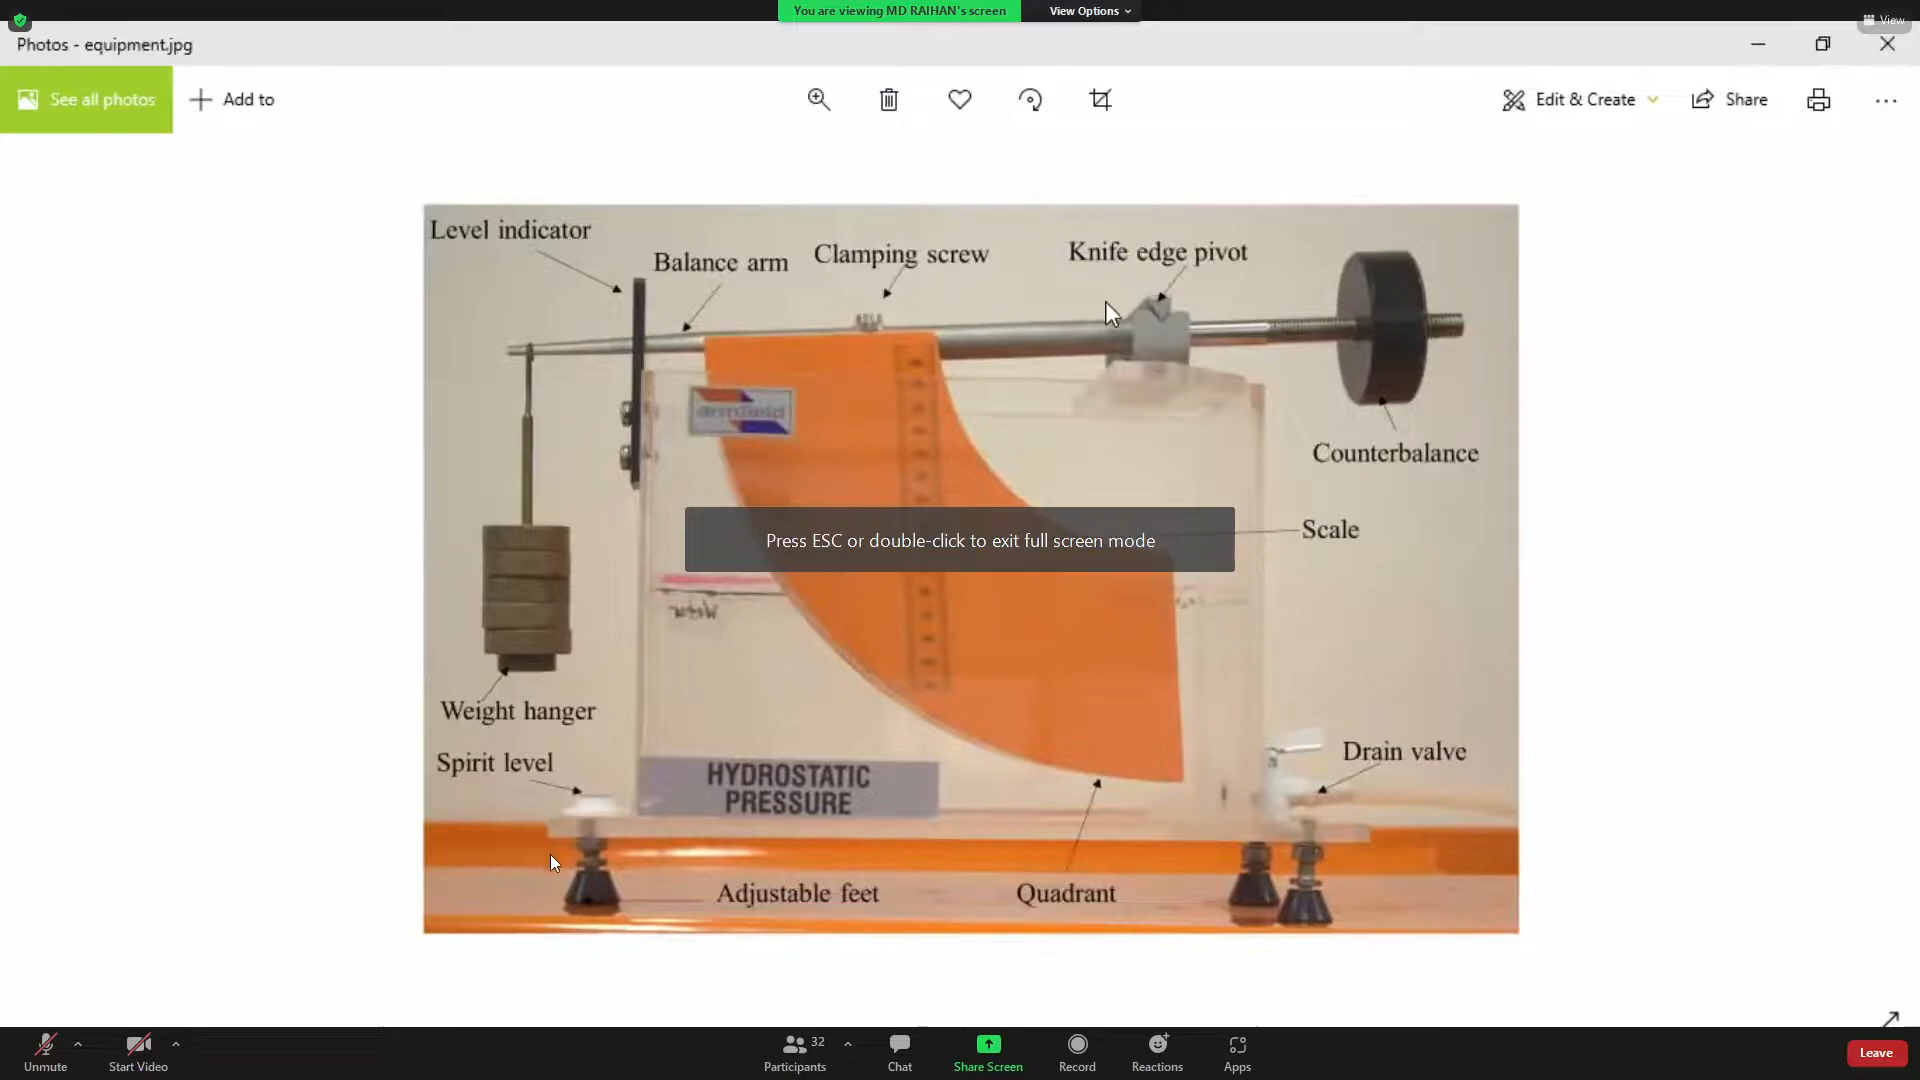 You are viewing MD RAIHAN's screen
View Options
View
Photos - equipment.jpg
See all photos
Add to
Edit & Create
Share
Level indicator
Balance arm
Clamping screw
Knife edge pivot
armfield
Counterbalance
Scale
Press ESC or double-click to exit full screen mode
Weight hanger
Spirit level
HYDROSTATIC
PRESSURE
Drain valve
Adjustable feet
Quadrant
Unmute
Start Video
32
Participants
Chat
Share Screen
Record
Reactions
Apps
Leave